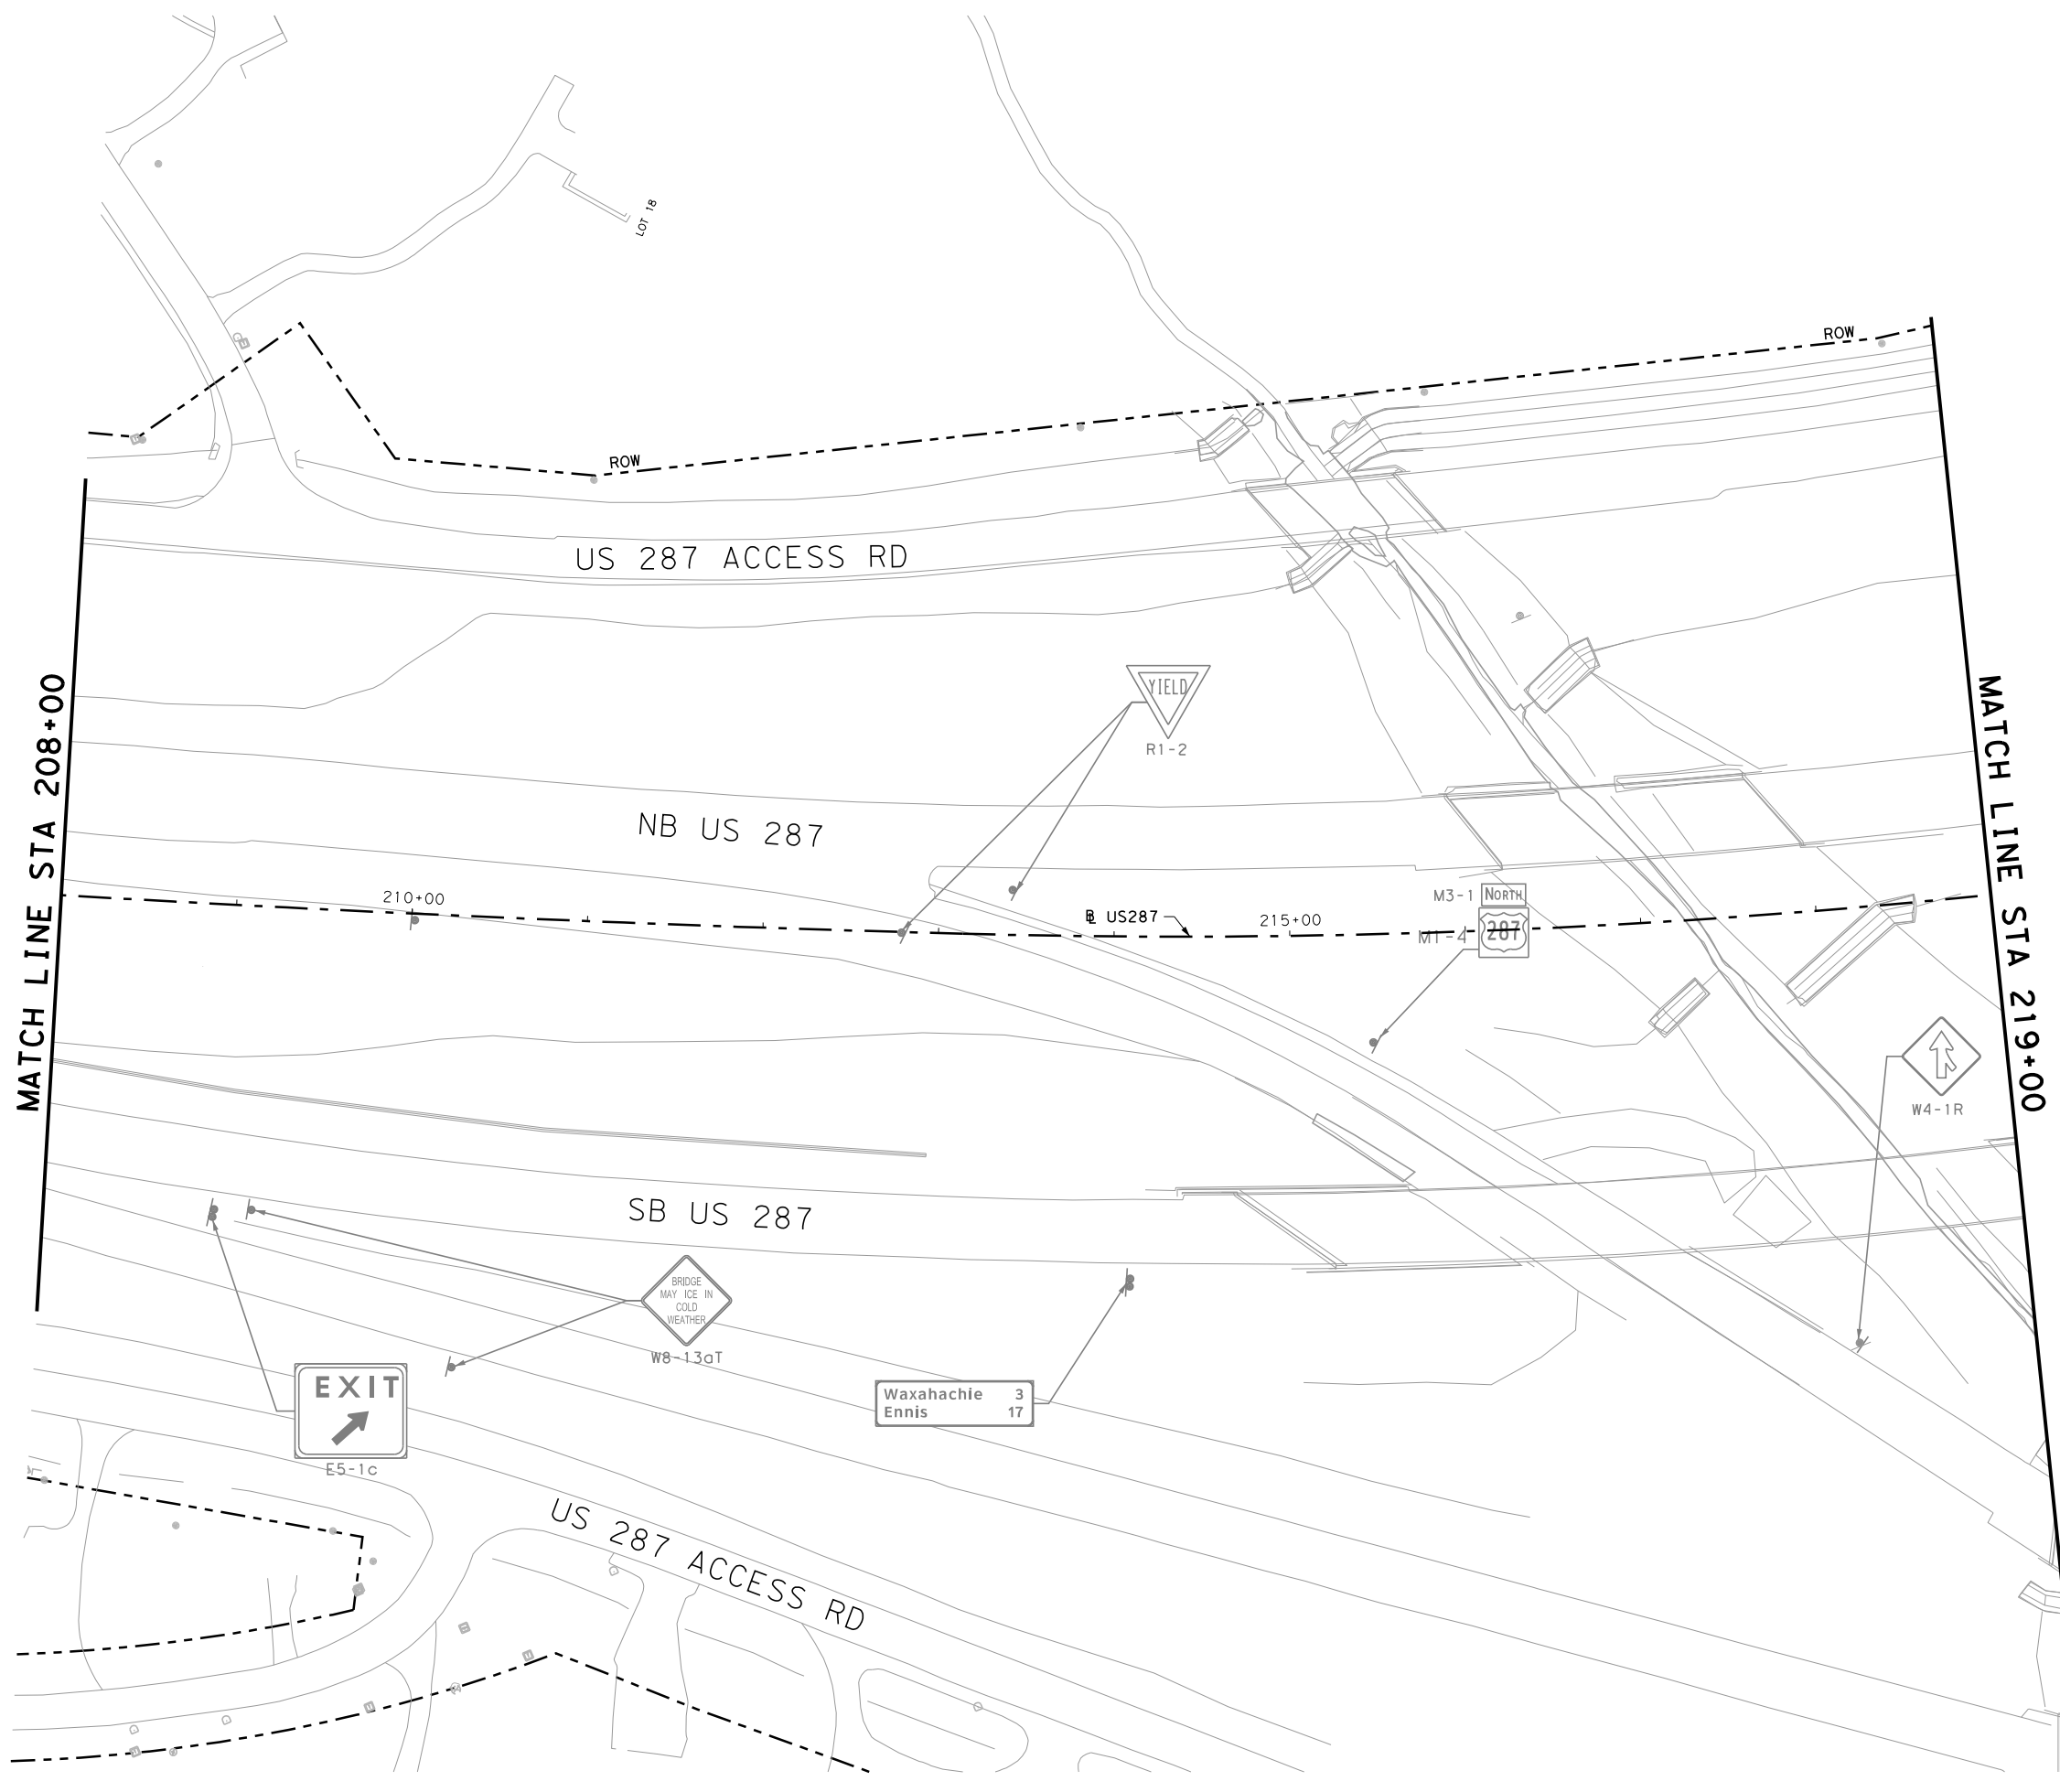 LOT 18
ROW
ROW
US 287 ACCESS RD
MATCH LINE STA 208+00
MATCH LINE STA 219+00
YIELD
R1-2
NB US 287
210+00
US287
215+00
M3-1
NORTH
M1-4
287
W4-1R
SB US 287
BRIDGE
MAY ICE IN
COLD
WEATHER
W8-13aT
EXIT
E5-1c
Waxahachie 3
Ennis 17
US 287 ACCESS RD